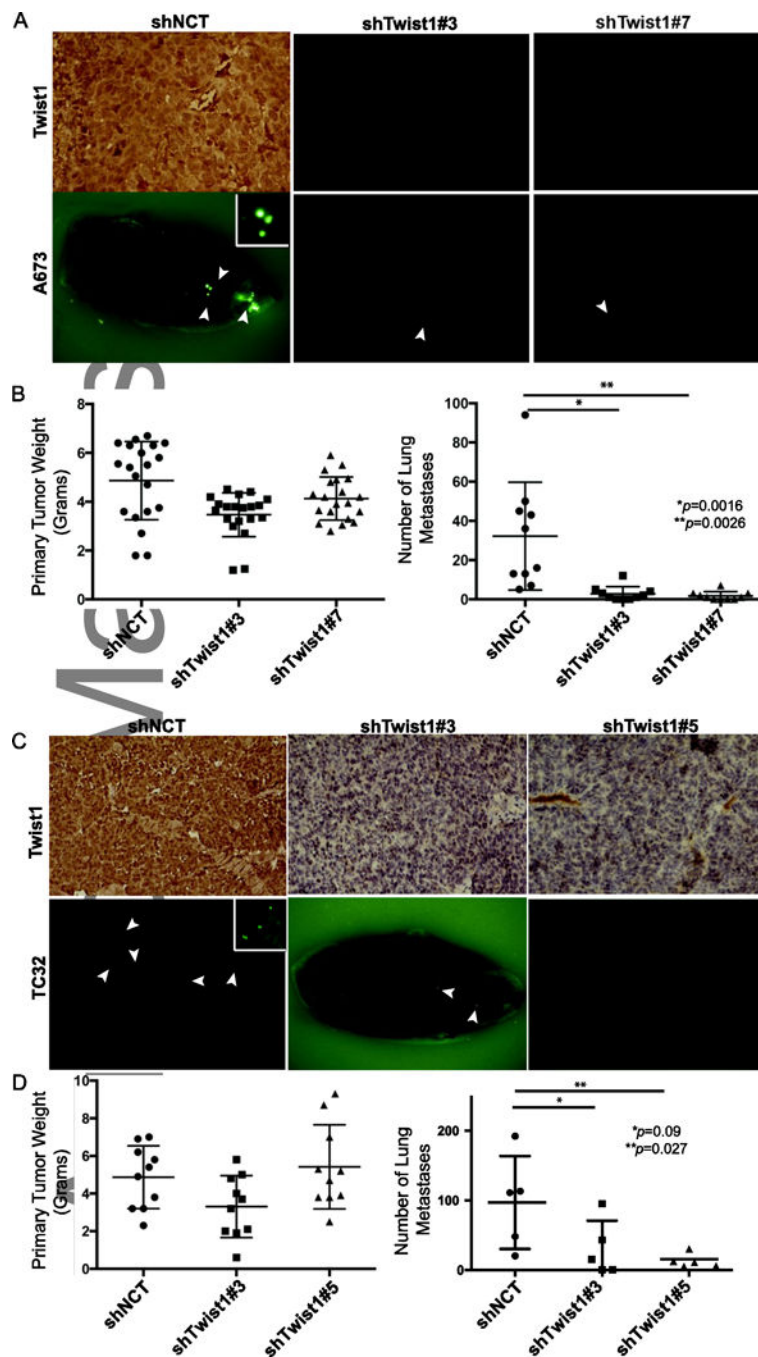 A
shNCT
shTwist1#3
shTwist1#7
Twist1
A673
B
8
6
4
2
0
Primary Tumor Weight
(Grams)
shNCT
shTwist1#3
shTwist1#7
100
80
60
40
20
0
Number of Lung
Metastases
**
*
*p=0.0016
**p=0.0026
shNCT
shTwist1#3
shTwist1#7
C
shNCT
shTwist1#3
shTwist1#5
Twist1
TC32
D
10
8
6
4
2
0
Primary Tumor Weight
(Grams)
shNCT
shTwist1#3
shTwist1#5
200
100
0
Number of Lung
Metastases
**
*
*p=0.09
**p=0.027
shNCT
shTwist1#3
shTwist1#5